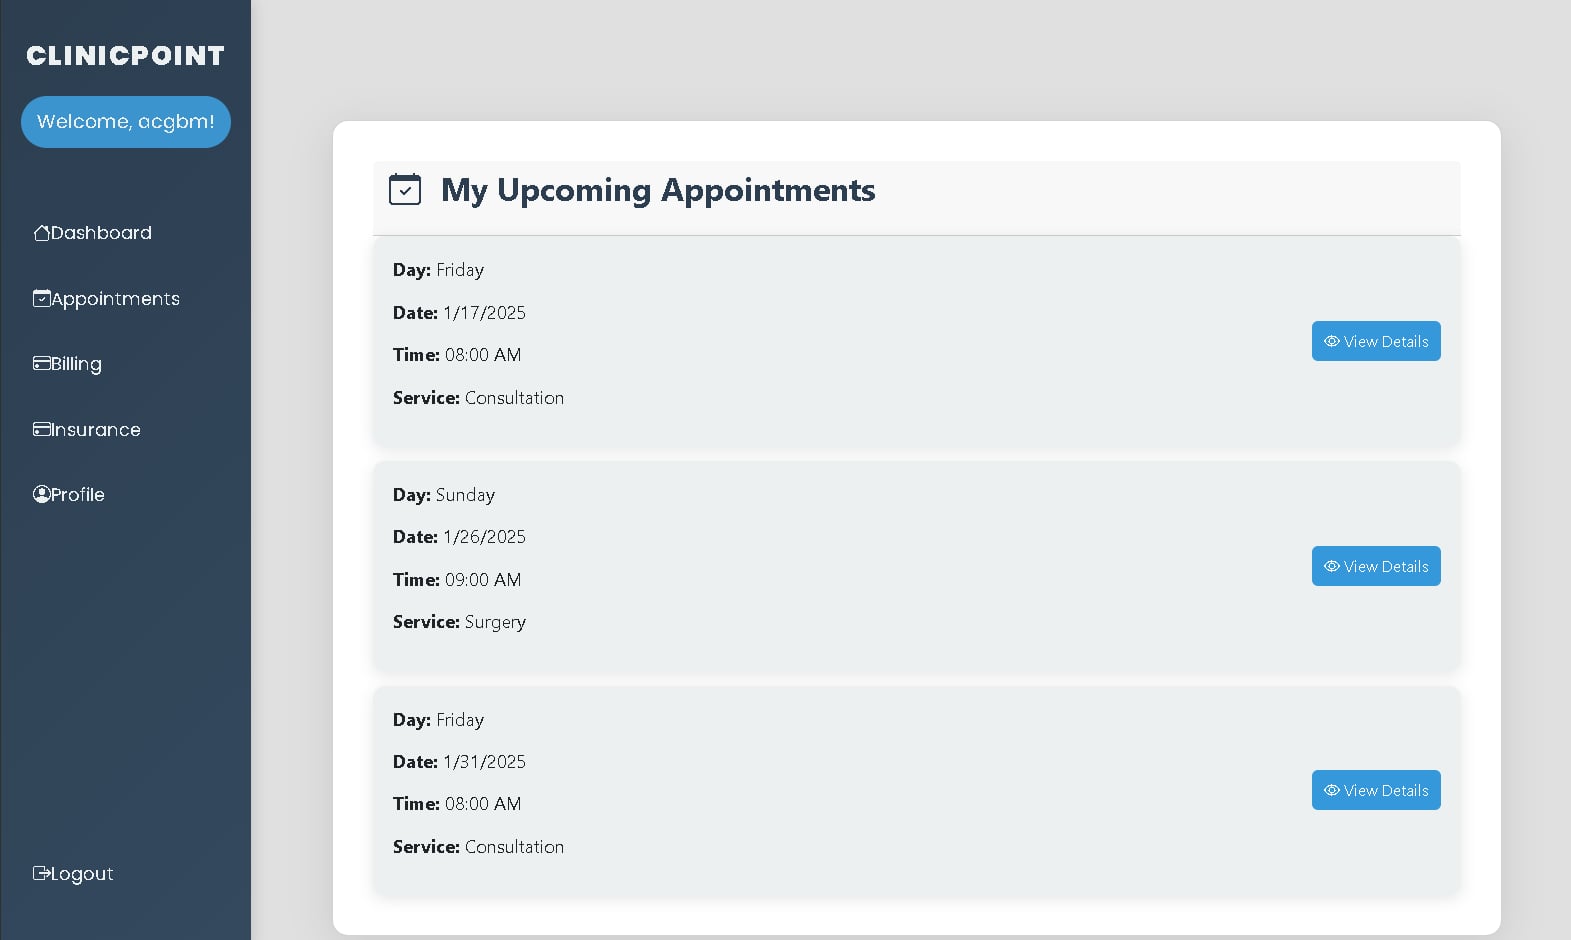 CLINICPOINT
Welcome, acgbm!
Dashboard
Appointments
Billing
Insurance
Profile
Logout
My Upcoming Appointments
Day: Friday
Date: 1/17/2025
Time: 08:00 AM
Service: Consultation
View Details
Day: Sunday
Date: 1/26/2025
Time: 09:00 AM
Service: Surgery
View Details
Day: Friday
Date: 1/31/2025
Time: 08:00 AM
Service: Consultation
View Details